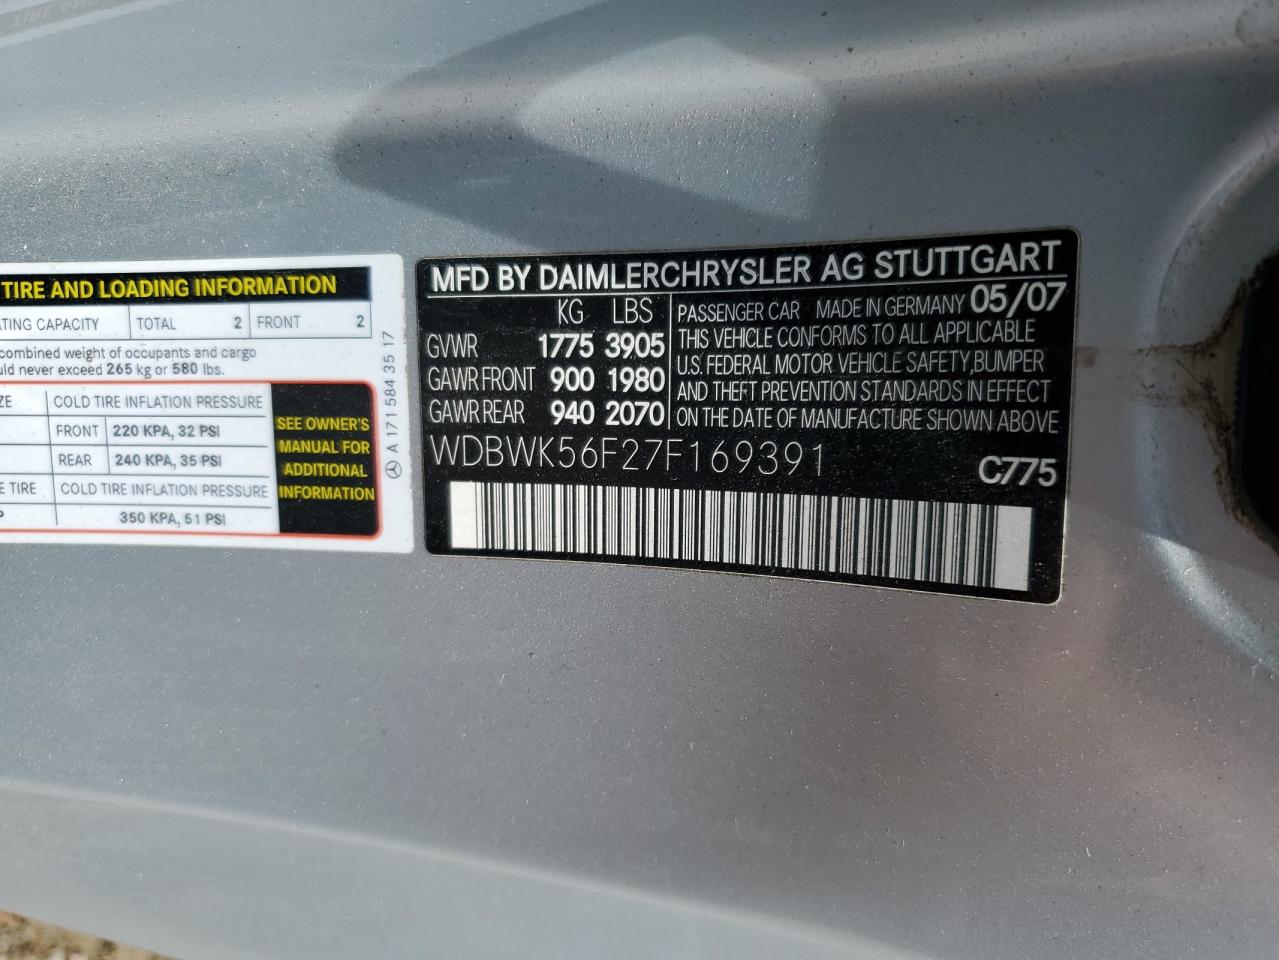 TIRE AND LOADING INFORMATION
ATING CAPACITY TOTAL 2 FRONT 2
combined weight of occupants and cargo
uld never exceed 265 kg or 580 lbs.
ZE COLD TIRE INFLATION PRESSURE
FRONT 220 KPA, 32 PSI
REAR 240 KPA, 35 PSI
E TIRE COLD TIRE INFLATION PRESSURE
P 350 KPA, 51 PSI
SEE OWNER'S
MANUAL FOR
ADDITIONAL
INFORMATION
A 171 584 35 17
MFD BY DAIMLERCHRYSLER AG STUTTGART
KG LBS
GVWR 1775 3905
GAWR FRONT 900 1980
GAWR REAR 940 2070
PASSENGER CAR MADE IN GERMANY 05/07
THIS VEHICLE CONFORMS TO ALL APPLICABLE
U.S. FEDERAL MOTOR VEHICLE SAFETY,BUMPER
AND THEFT PREVENTION STANDARDS IN EFFECT
ON THE DATE OF MANUFACTURE SHOWN ABOVE
WDBWK56F27F169391
C775